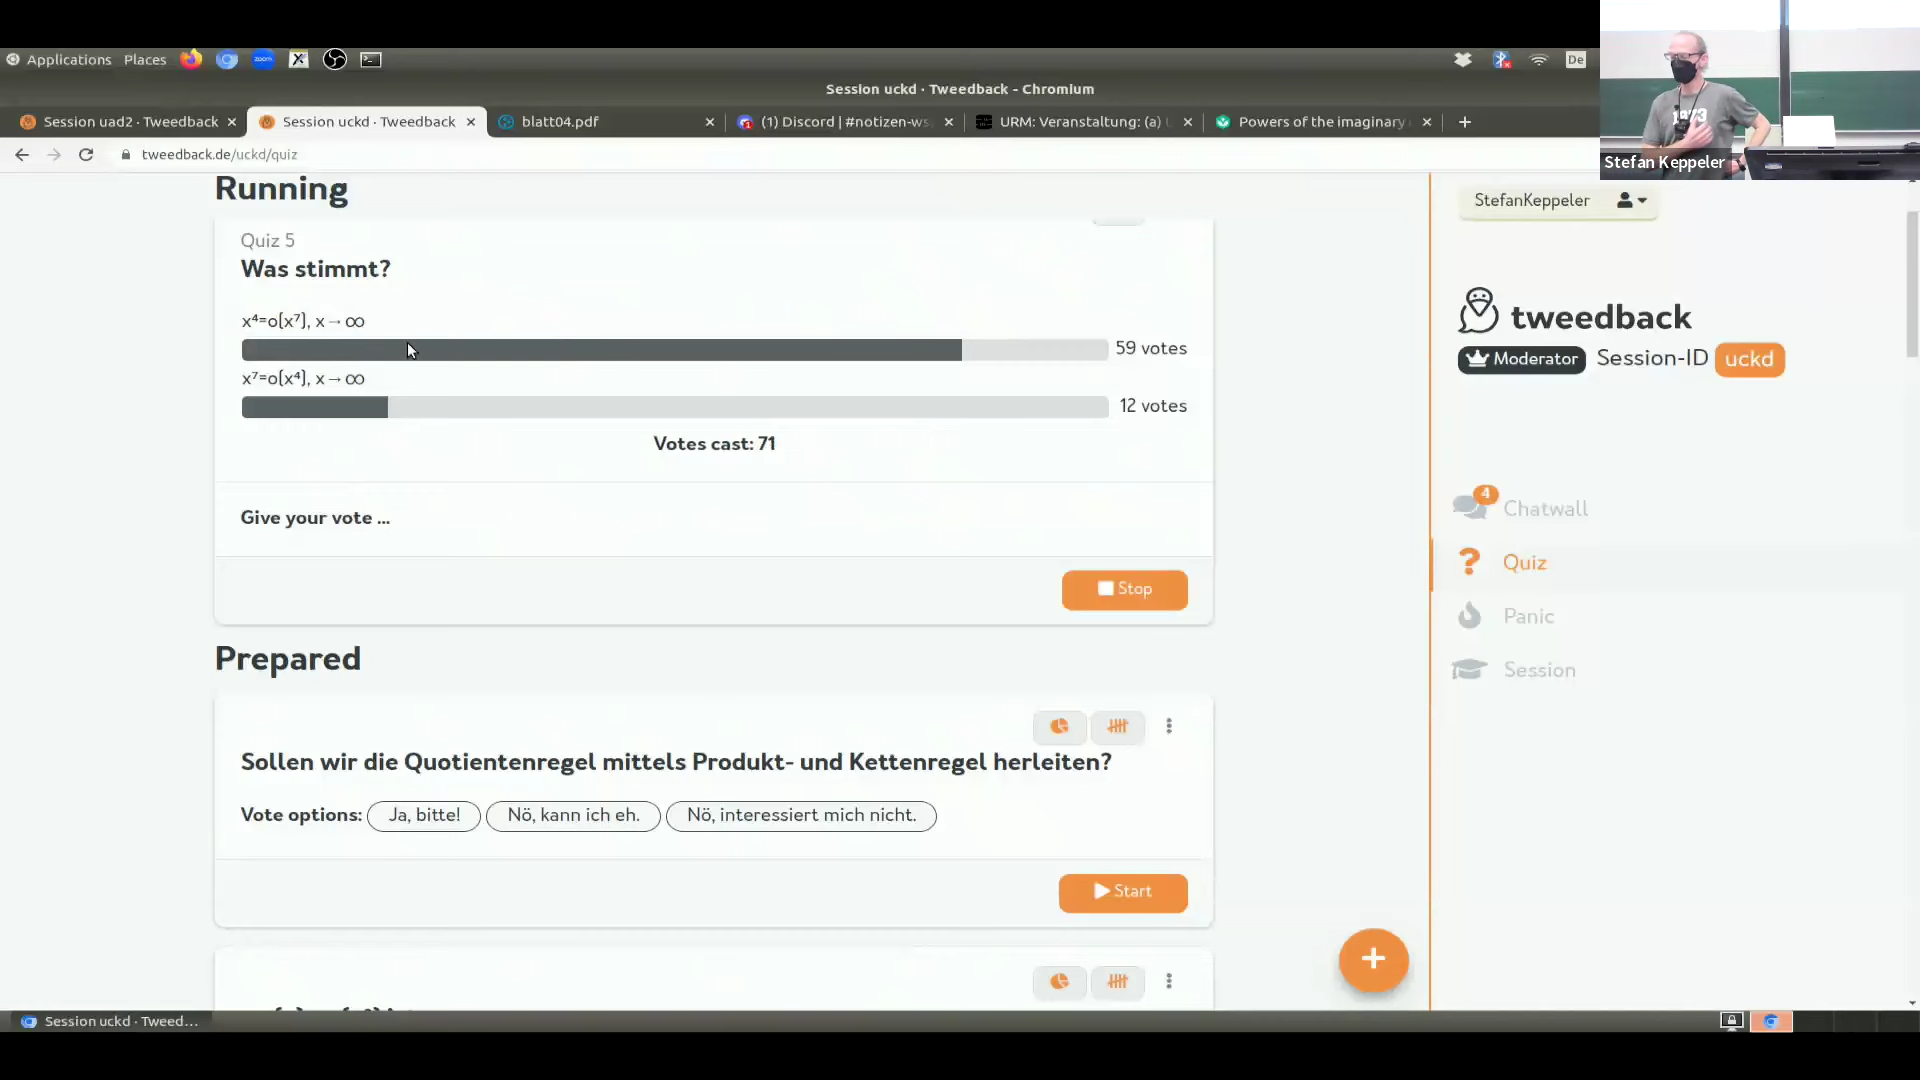 Applications Places zoom De
Session uckd · Tweedback - Chromium
Session uad2 · Tweedback
Session uckd · Tweedback
blatt04.pdf
(1) Discord | #notizen-ws
URM: Veranstaltung: (a)
Powers of the imaginary
tweedback.de/uckd/quiz
1973
Stefan Keppeler
Running
Quiz 5
Was stimmt?
x⁴=o(x⁷), x→∞
59 votes
x⁷=o(x⁴), x→∞
12 votes
Votes cast: 71
Give your vote ...
Stop
Prepared
Sollen wir die Quotientenregel mittels Produkt- und Kettenregel herleiten?
Vote options: Ja, bitte! Nö, kann ich eh. Nö, interessiert mich nicht.
Start
StefanKeppeler
tweedback
Moderator Session-ID uckd
4
Chatwall
Quiz
Panic
Session
Session uckd · Tweed...